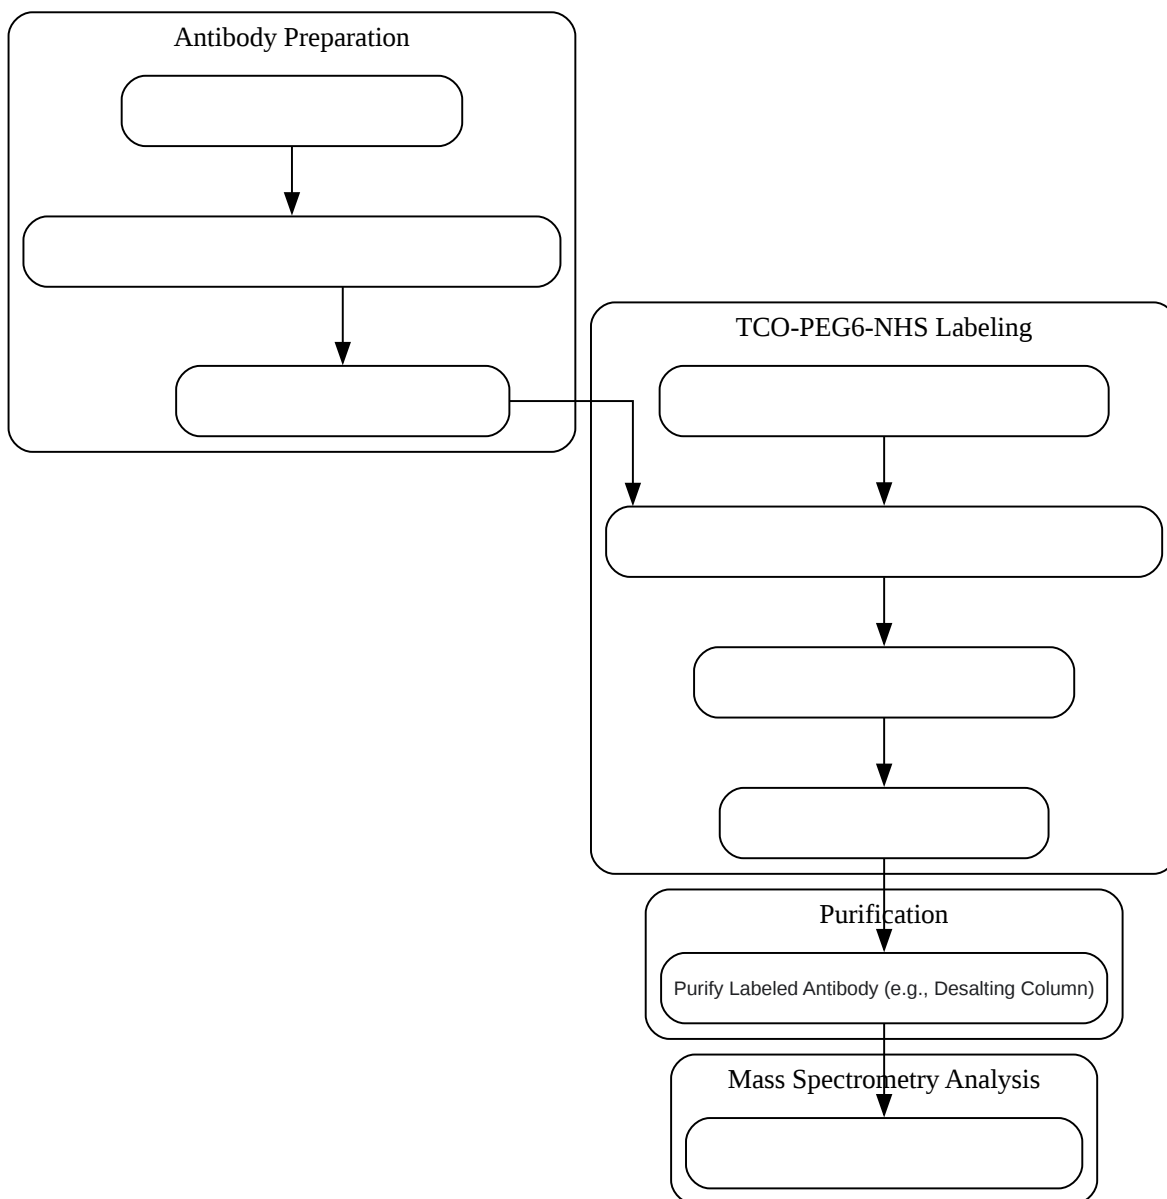 Antibody Preparation
TCO-PEG6-NHS Labeling
Purification
Purify Labeled Antibody (e.g., Desalting Column)
Mass Spectrometry Analysis